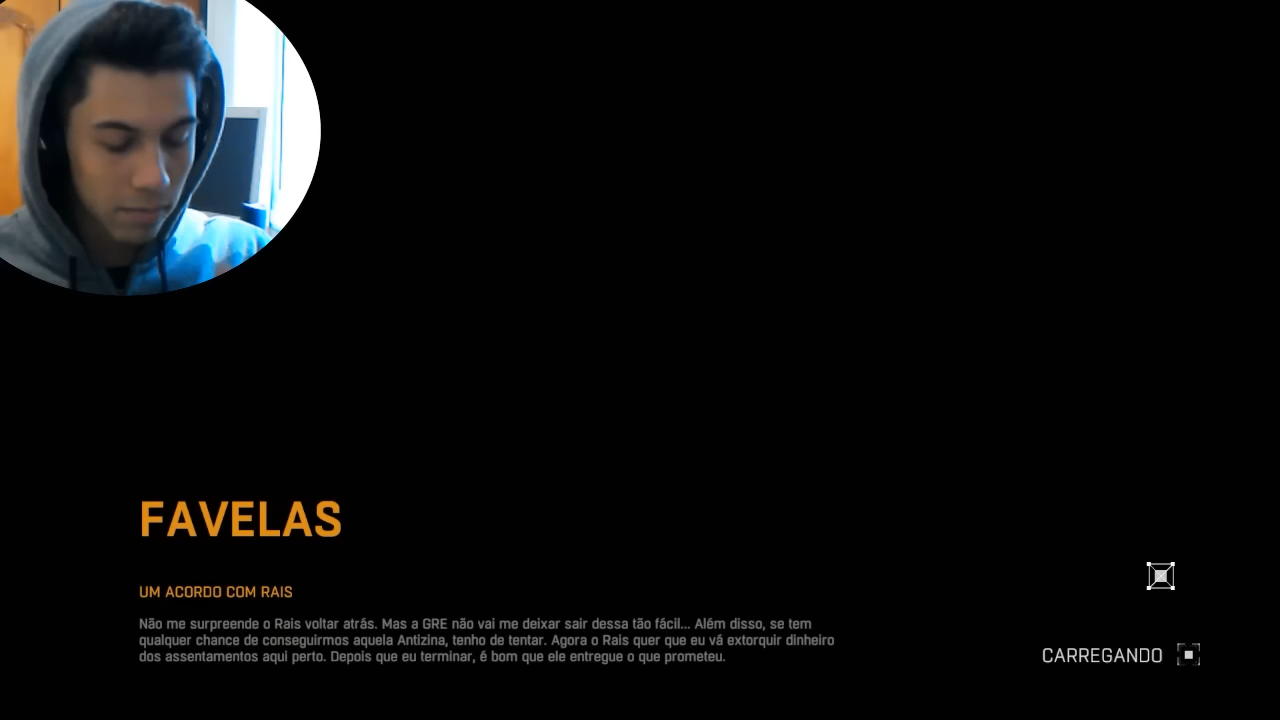 FAVELAS
UM ACORDO COM RAIS
Não me surpreende o Rais voltar atrás. Mas a GRE não vai me deixar sair dessa tão fácil... Além disso, se tem
qualquer chance de conseguirmos aquela Antizina, tenho de tentar. Agora o Rais quer que eu vá extorquir dinheiro
dos assentamentos aqui perto. Depois que eu terminar, é bom que ele entregue o que prometeu.
CARREGANDO